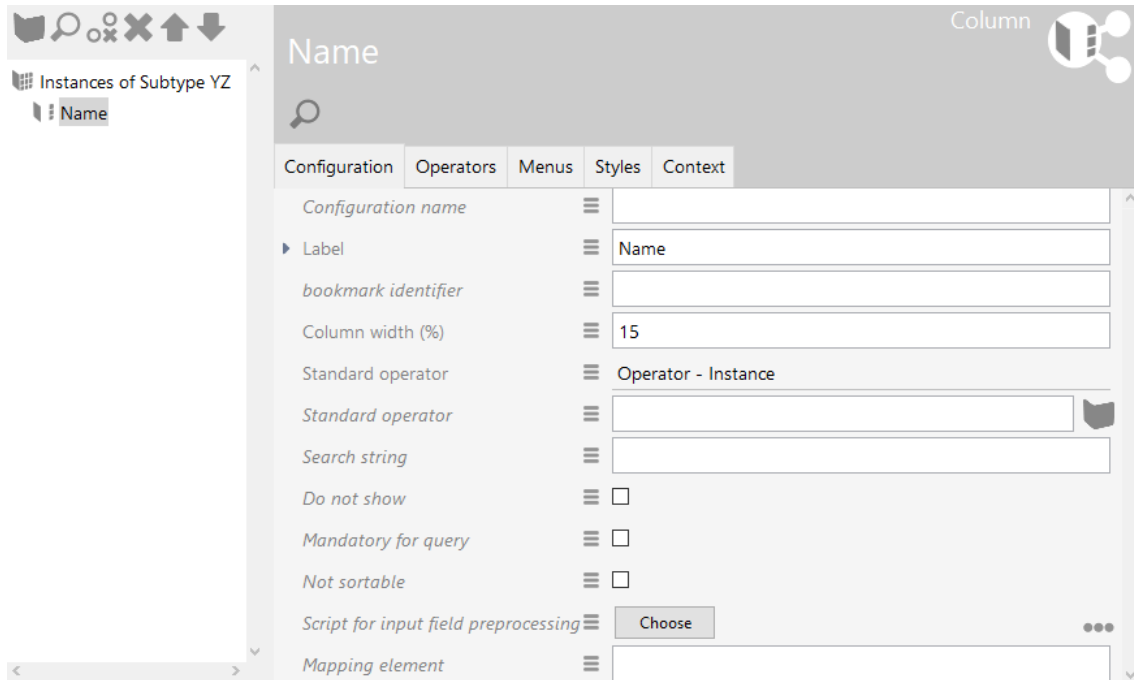 Column
Name
Instances of Subtype YZ
Name
Configuration Operators Menus Styles Context
Configuration name
Label Name
bookmark identifier
Column width (%) 15
Standard operator Operator - Instance
Standard operator
Search string
Do not show
Mandatory for query
Not sortable
Script for input field preprocessing Choose
Mapping element